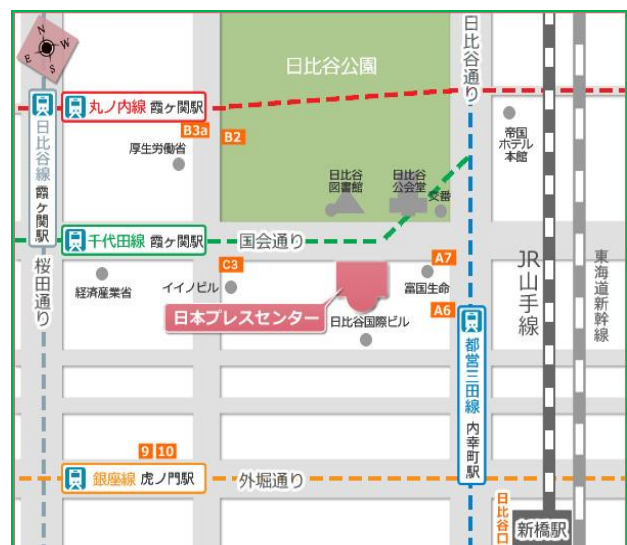 N
W
E
S
日比谷公園
日比谷通り
丸ノ内線 霞ヶ関駅
B3a
B2
厚生労働省
帝国
ホテル
本館
日比谷線 霞ヶ関駅
日比谷
図書館
日比谷
公会堂
交番
千代田線 霞ヶ関駅
国会通り
桜田通り
経済産業省
C3
イイノビル
A7
富国生命
JR山手線
東海道新幹線
日本プレスセンター
日比谷国際ビル
A6
都営三田線 内幸町駅
9 10
銀座線 虎ノ門駅
外堀通り
日比谷口
新橋駅